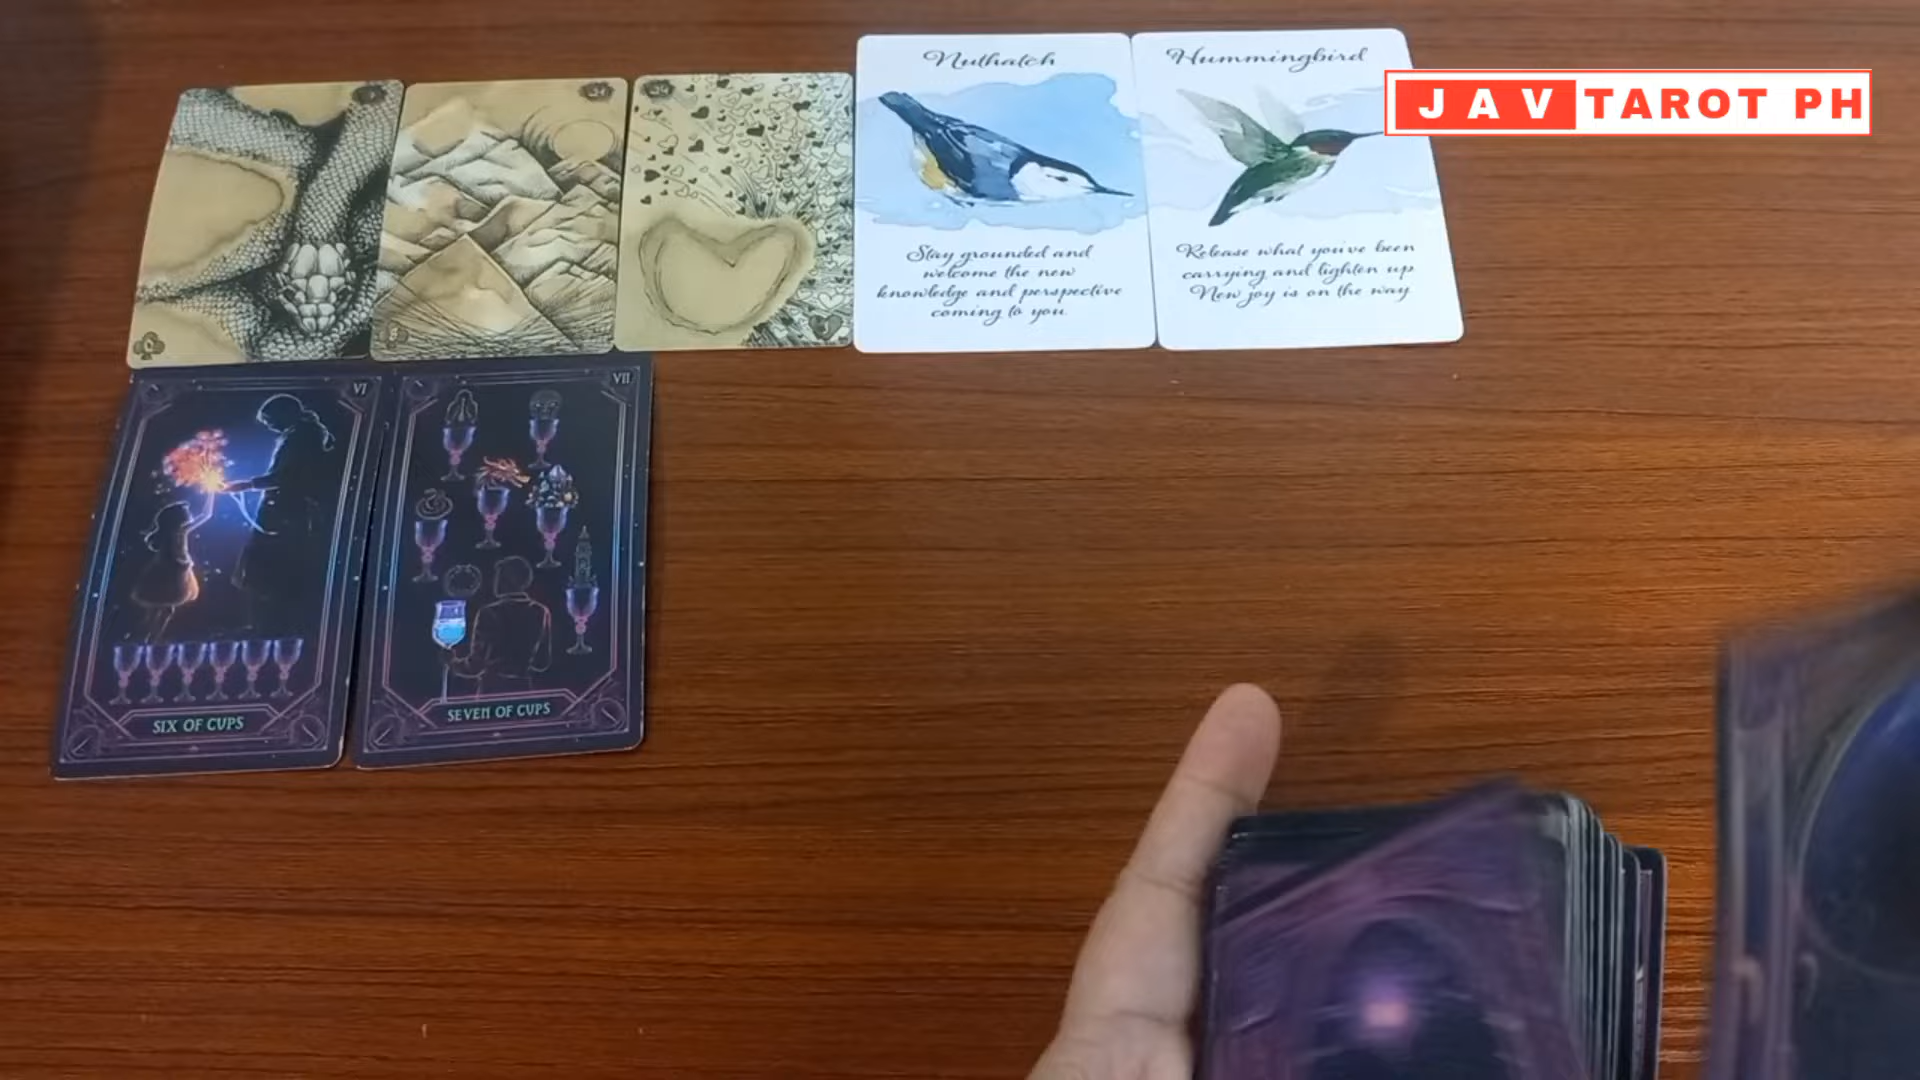 Nuthatch
Stay grounded and
welcome the new
knowledge and perspective
coming to you.
Hummingbird
Release what you've been
carrying and lighten up
New joy is on the way
JAV TAROT PH
VI
SIX OF CUPS
VII
SEVEN OF CUPS